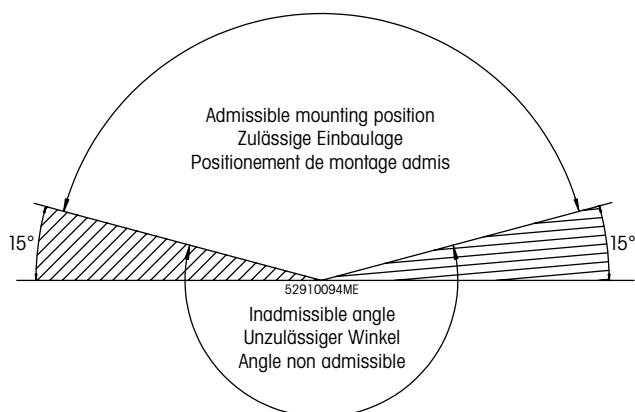 Admissible mounting position
Zulässige Einbaulage
Positionement de montage admis
15°
15°
52910094ME
Inadmissible angle
Unzulässiger Winkel
Angle non admissible